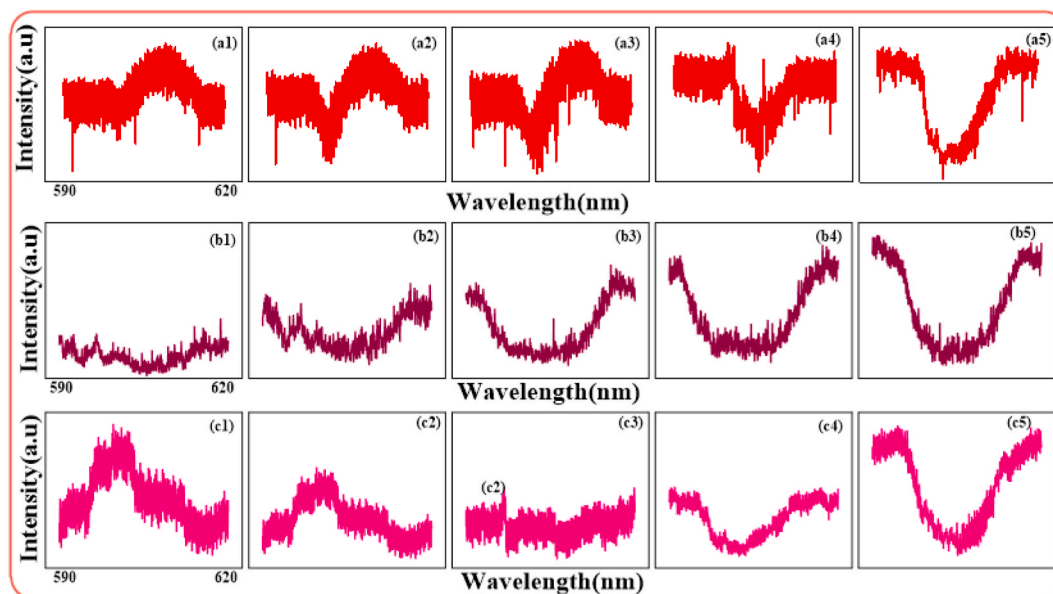 Intensity(a.u)
(a1)
(a2)
(a3)
(a4)
(a5)
590
620
Wavelength(nm)
Intensity(a.u)
(b1)
(b2)
(b3)
(b4)
(b5)
590
620
Wavelength(nm)
Intensity(a.u)
(c1)
(c2)
(c3)
(c2)
(c4)
(c5)
590
620
Wavelength(nm)